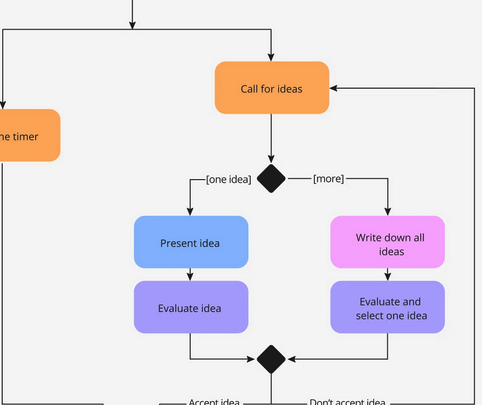 Call for ideas
ne timer
[one idea]
[more]
Present idea
Write down all
ideas
Evaluate idea
Evaluate and
select one idea
Accept idea
Don't accept idea